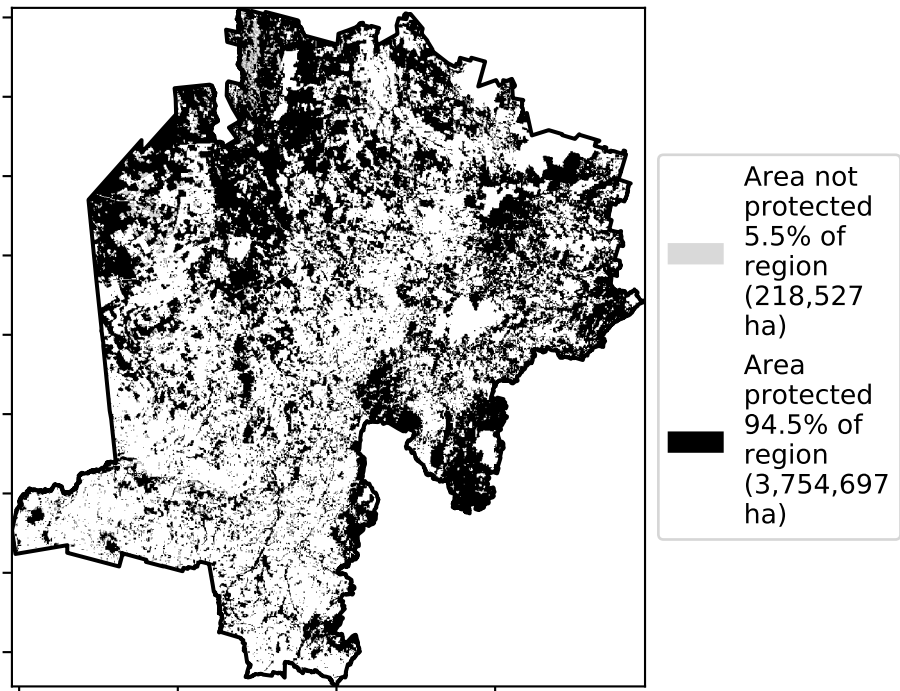 Area not
protected
5.5% of
region
(218,527
ha)
Area
protected
94.5% of
region
(3,754,697
ha)